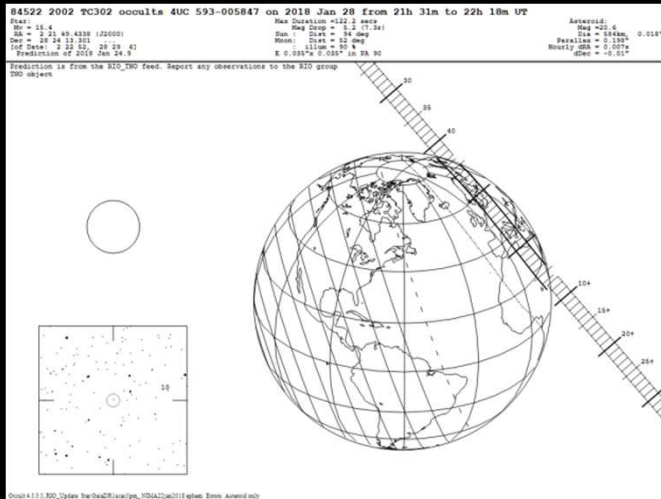 84522 2002 TC302 occults 4UC 593-005847 on 2018 Jan 28 from 21h 31m to 22h 18m UT
Star:
Mv = 15.4
RA = 2 21 49.4338 (J2000)
Dec = 28 24 13.301 ...
[of Date: 2 22 52, 28 29 6]
Prediction of 2018 Jan 24.9
Max Duration =122.2 secs
Mag Drop = 5.2 (7.3r)
Sun : Dist = 94 deg
Moon: Dist = 52 deg
: illum = 90 %
E 0.035"x 0.035" in PA 90
Asteroid:
Mag =20.6
Dia = 584km, 0.018"
Parallax = 0.198"
Hourly dRA = 0.007s
dDec = -0.01"
Prediction is from the RIO_TNO feed. Report any observations to the RIO group
TNO object
30
35
40
10+
15+
20+
25+
10